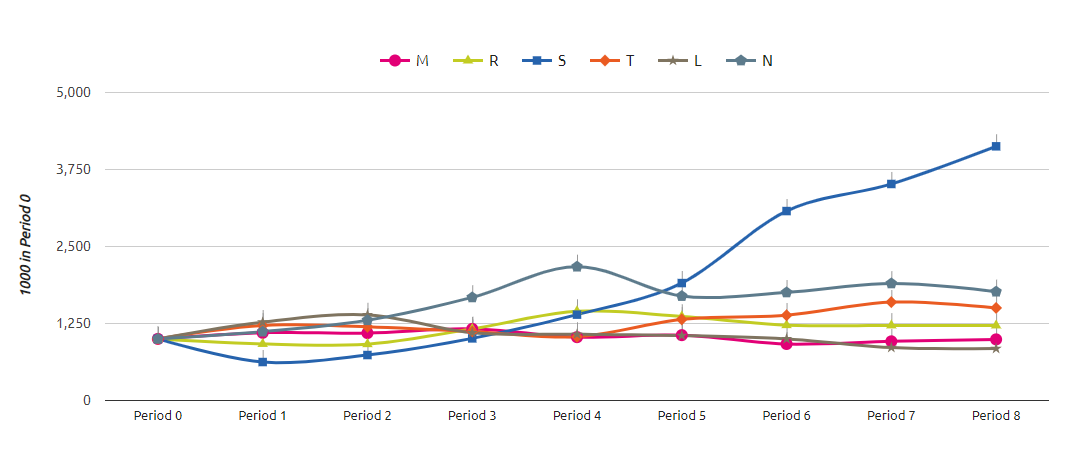 M R S T L N
5,000
3,750
2,500
1,250
0
1000 in Period 0
Period 0 Period 1 Period 2 Period 3 Period 4 Period 5 Period 6 Period 7 Period 8